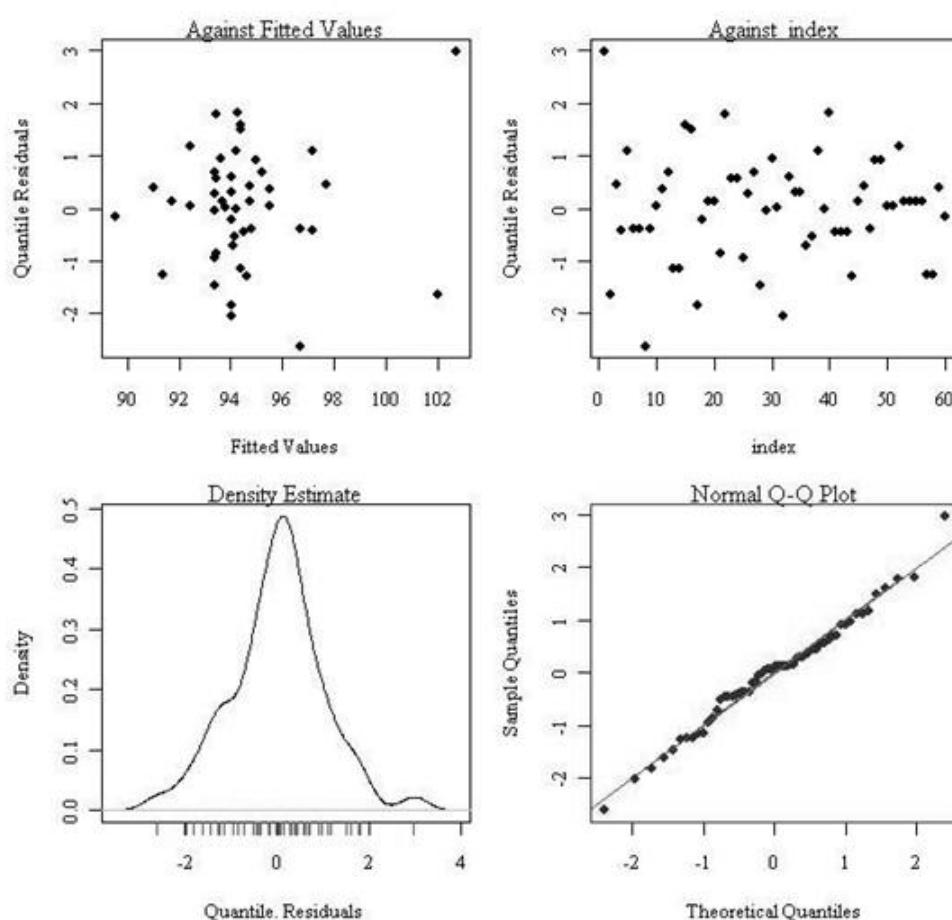 Against Fitted Values
Quantile Residuals
3
2
1
0
-1
-2
90 92 94 96 98 100 102
Fitted Values
Against index
Quantile Residuals
3
2
1
0
-1
-2
0 10 20 30 40 50 60
index
Density Estimate
Density
0.5
0.4
0.3
0.2
0.1
0.0
-2 0 2 4
Quantile. Residuals
Normal Q-Q Plot
Sample Quantiles
3
2
1
0
-1
-2
-2 -1 0 1 2
Theoretical Quantiles